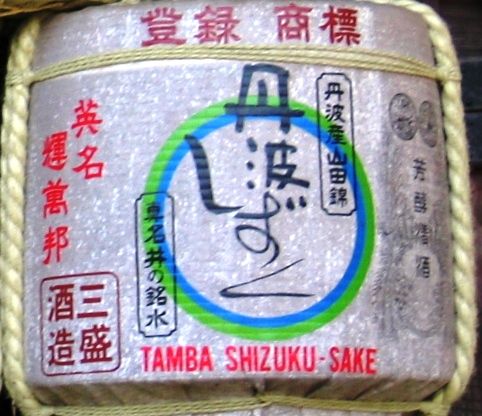 登録 商標
丹波産山田錦
丹波
しずく
真名井の銘水
英名
輝萬邦
三盛
酒造
芳醇清酒
TAMBA SHIZUKU-SAKE